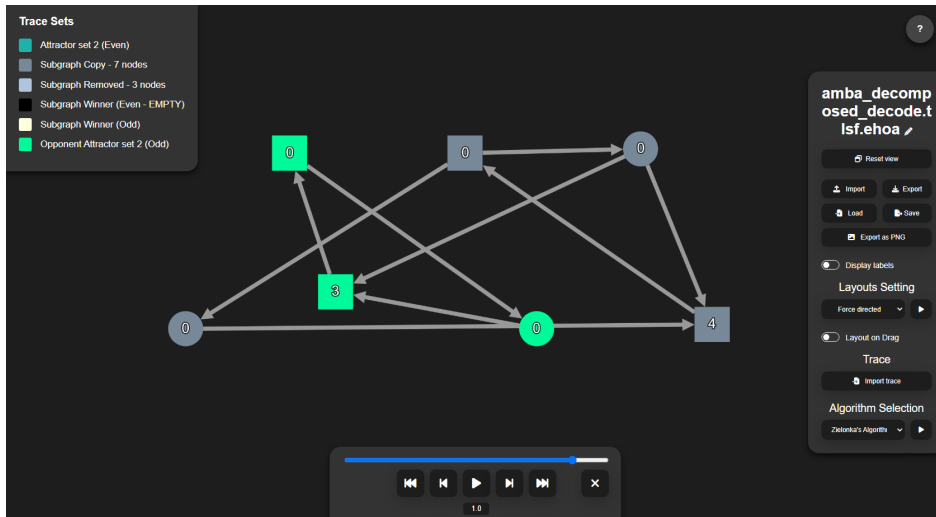 Trace Sets
Attractor set 2 (Even)
Subgraph Copy - 7 nodes
Subgraph Removed - 3 nodes
Subgraph Winner (Even - EMPTY)
Subgraph Winner (Odd)
Opponent Attractor set 2 (Odd)
?
0
0
0
3
0
0
4
amba_decomp
osed_decode.t
lsf.ehoa
Reset view
Import
Export
Load
Save
Export as PNG
Display labels
Layouts Setting
Force directed
Layout on Drag
Trace
Import trace
Algorithm Selection
Zielonka's Algorith
1.0